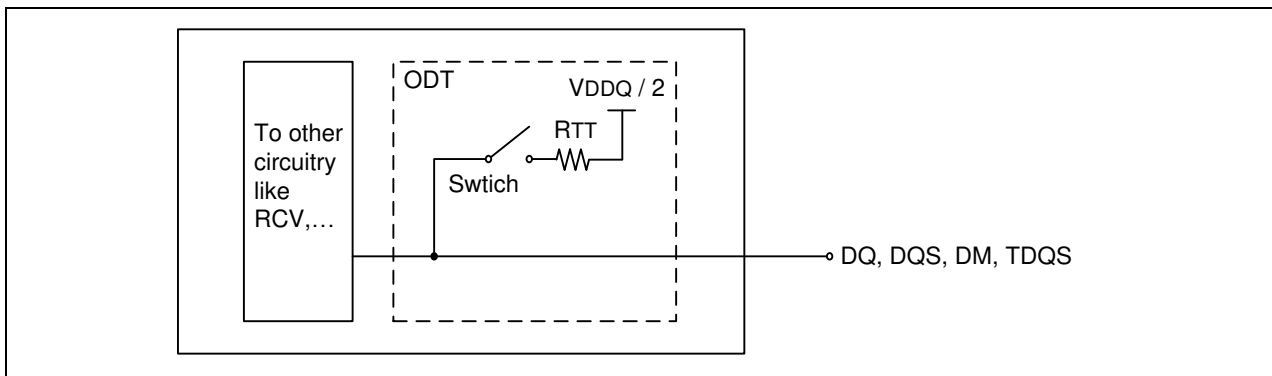 ODT
VDDQ / 2
To other
circuitry
like
RCV,…
RTT
Swtich
DQ, DQS, DM, TDQS